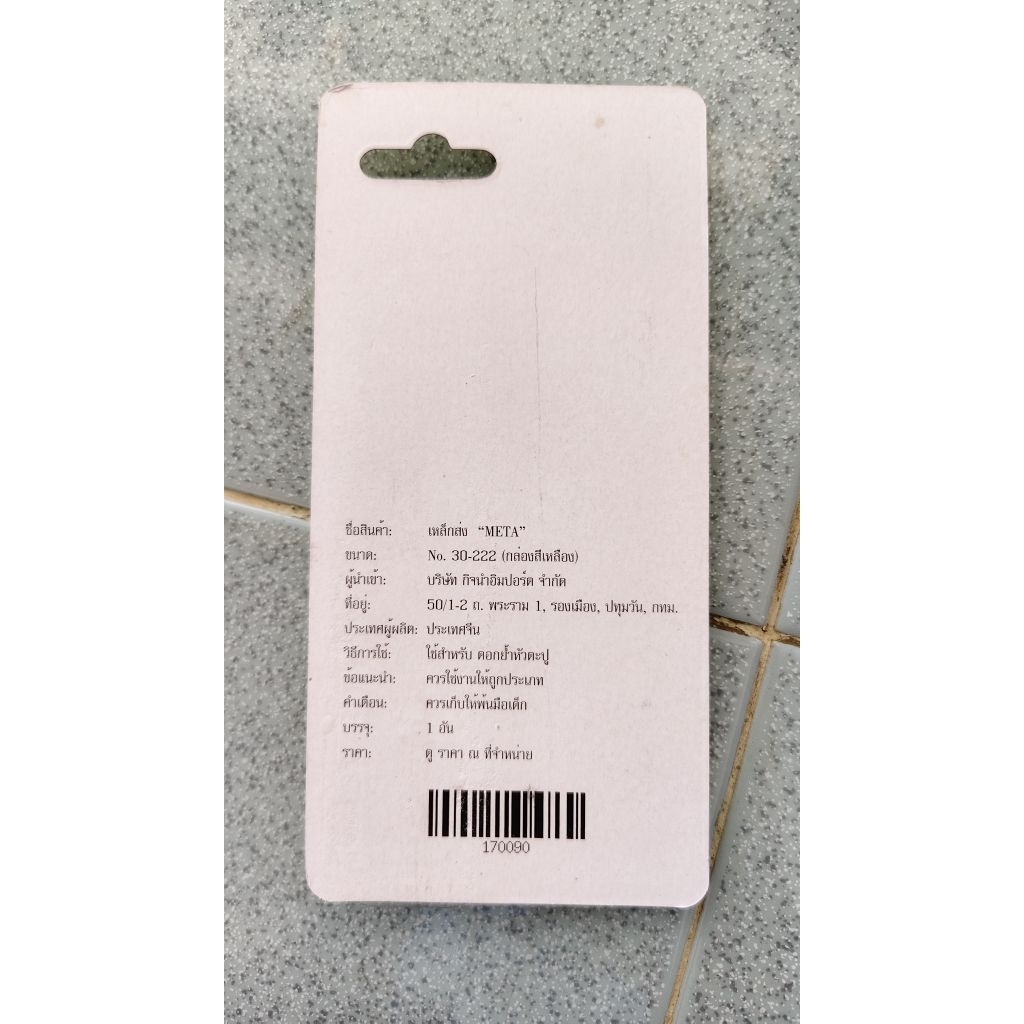 ชื่อสินค้า: เหล็กส่ง “META”
ขนาด: No. 30-222 (กล่องสีเหลือง)
ผู้นำเข้า: บริษัท กิจนำอิมปอร์ต จำกัด
ที่อยู่: 50/1-2 ถ. พระราม 1, รองเมือง, ปทุมวัน, กทม.
ประเทศผู้ผลิต: ประเทศจีน
วิธีการใช้: ใช้สำหรับ ตอกย้ำหัวตะปู
ข้อแนะนำ: ควรใช้งานให้ถูกประเภท
คำเตือน: ควรเก็บให้พ้นมือเด็ก
บรรจุ: 1 อัน
ราคา: ดู ราคา ณ ที่จำหน่าย
170090